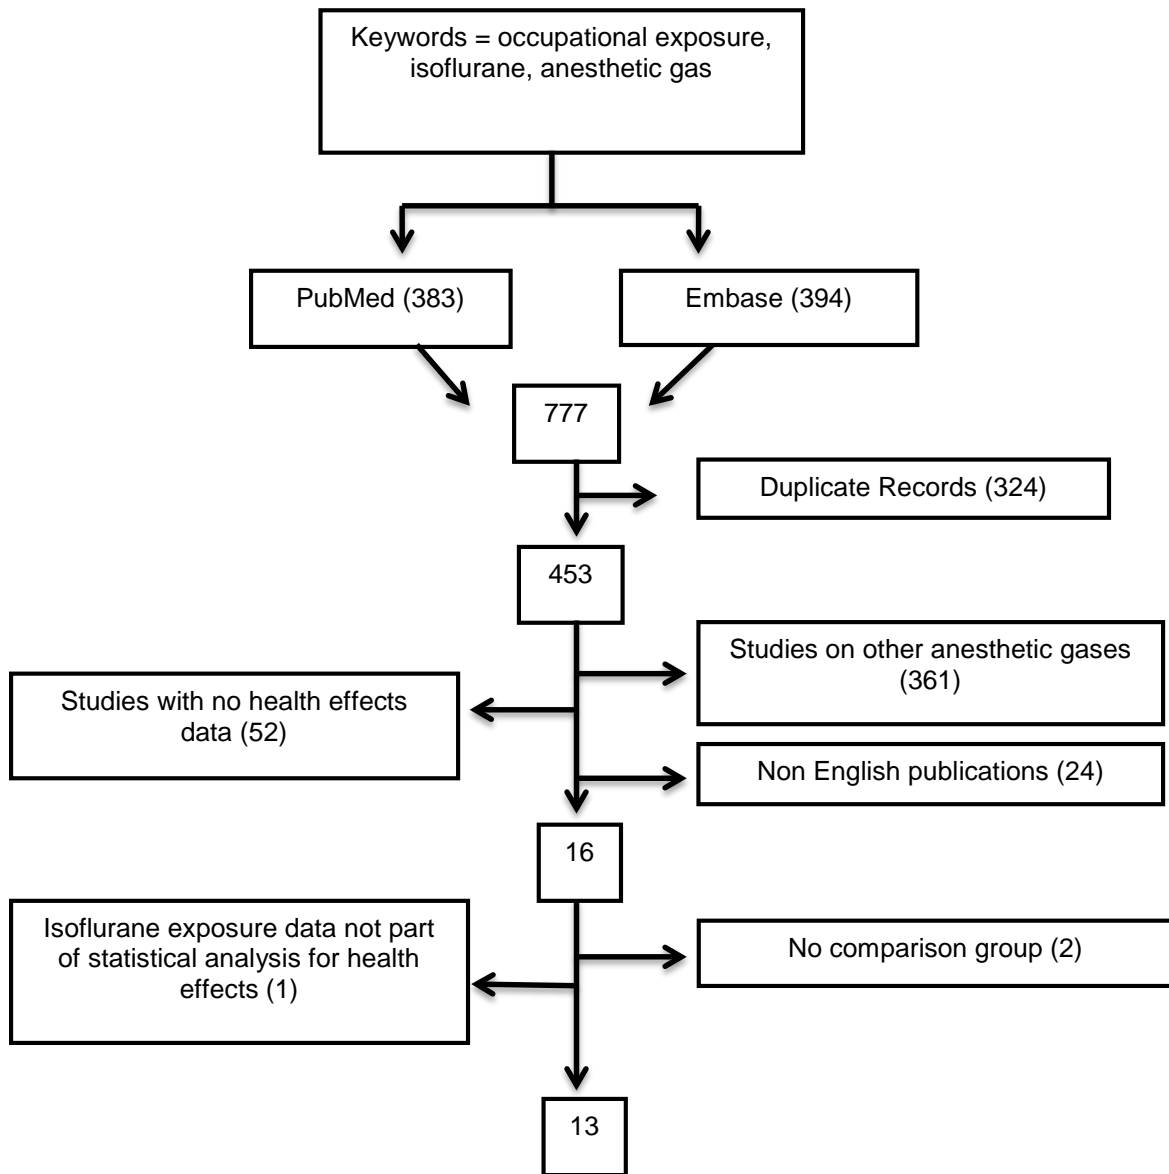 Keywords = occupational exposure,
isoflurane, anesthetic gas
PubMed (383)
Embase (394)
777
Duplicate Records (324)
453
Studies on other anesthetic gases
(361)
Studies with no health effects
data (52)
Non English publications (24)
16
Isoflurane exposure data not part
of statistical analysis for health
effects (1)
No comparison group (2)
13